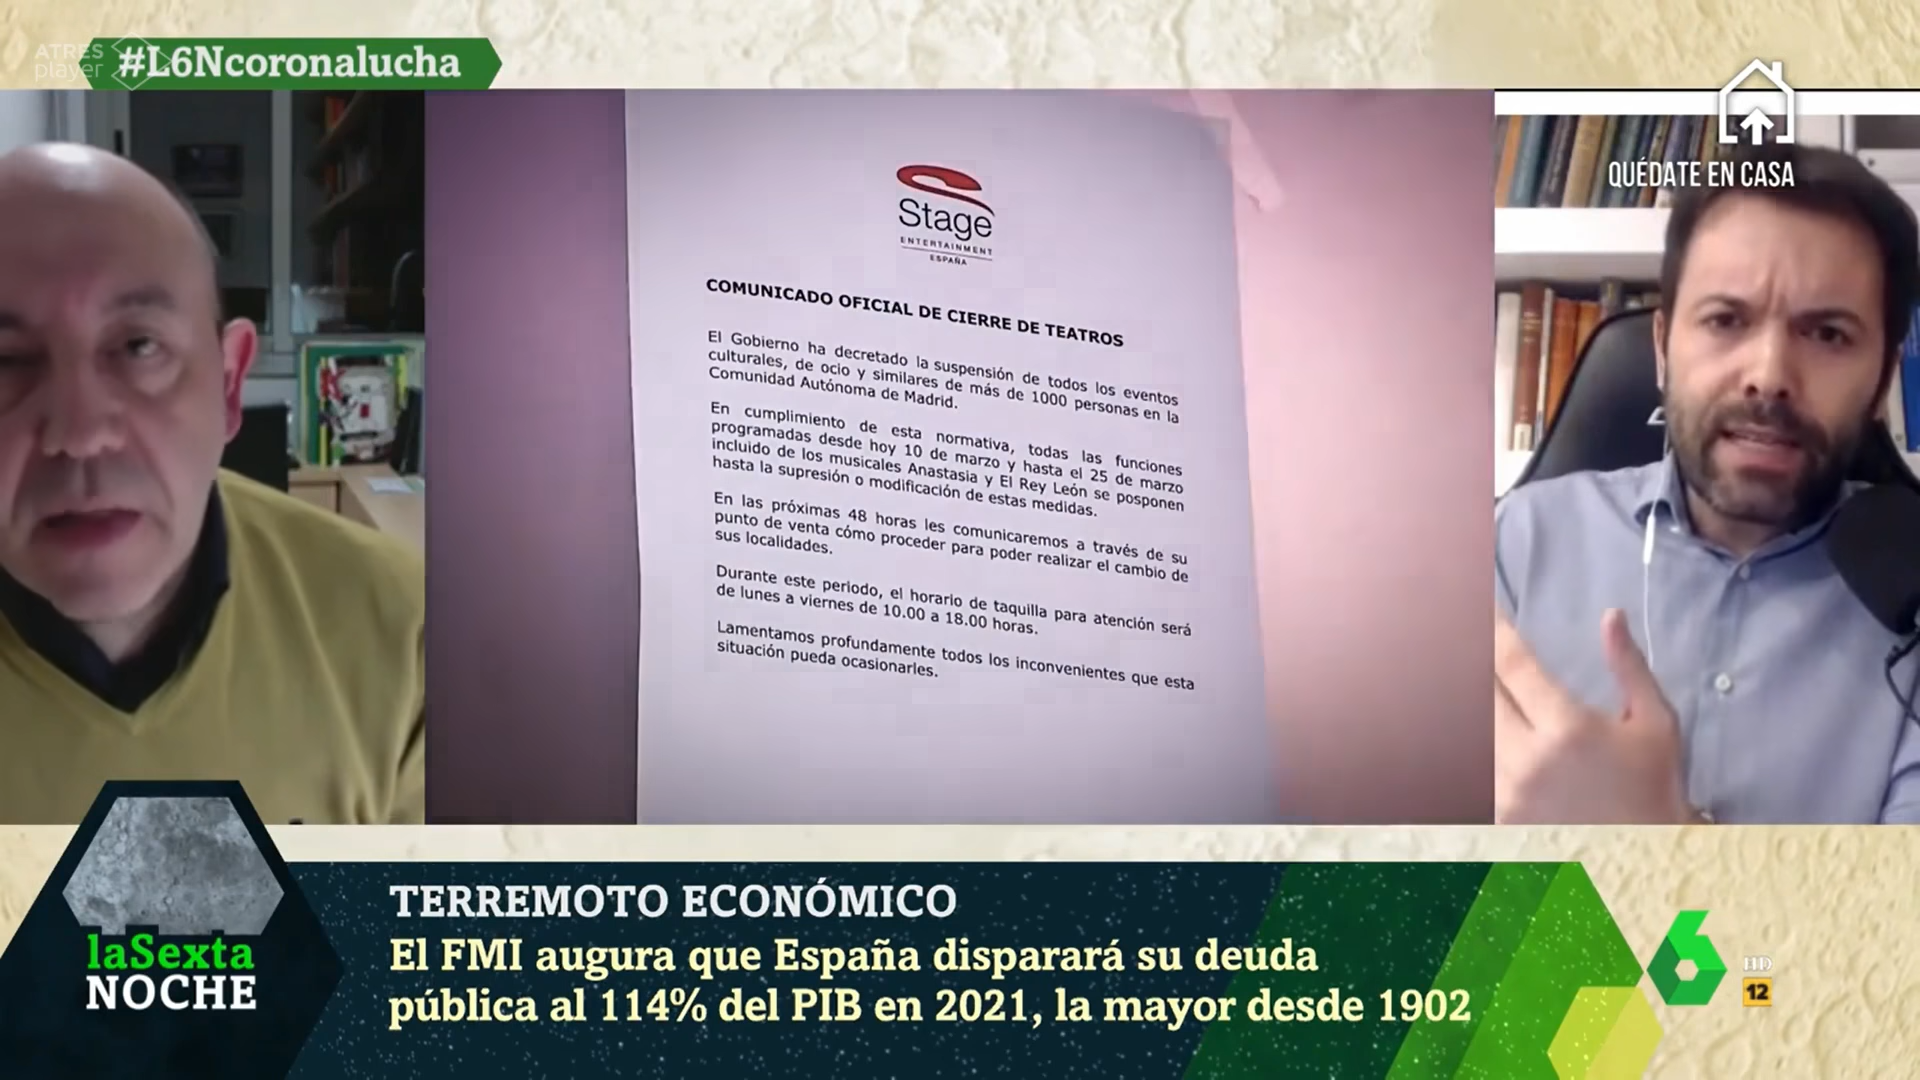 ATRES
player
#L6Ncoronalucha
QUÉDATE EN CASA
Stage
ENTERTAINMENT
ESPAÑA
COMUNICADO OFICIAL DE CIERRE DE TEATROS
El Gobierno ha decretado la suspensión de todos los eventos
culturales, de ocio y similares de más de 1000 personas en la
Comunidad Autónoma de Madrid.
En cumplimiento de esta normativa, todas las funciones
programadas desde hoy 10 de marzo y hasta el 25 de marzo
incluido de los musicales Anastasia y El Rey León se posponen
hasta la supresión o modificación de estas medidas.
En las próximas 48 horas les comunicaremos a través de su
punto de venta cómo proceder para poder realizar el cambio de
sus localidades.
Durante este periodo, el horario de taquilla para atención será
de lunes a viernes de 10.00 a 18.00 horas.
Lamentamos profundamente todos los inconvenientes que esta
situación pueda ocasionarles.
TERREMOTO ECONÓMICO
El FMI augura que España disparará su deuda
pública al 114% del PIB en 2021, la mayor desde 1902
laSexta
NOCHE
HD
12